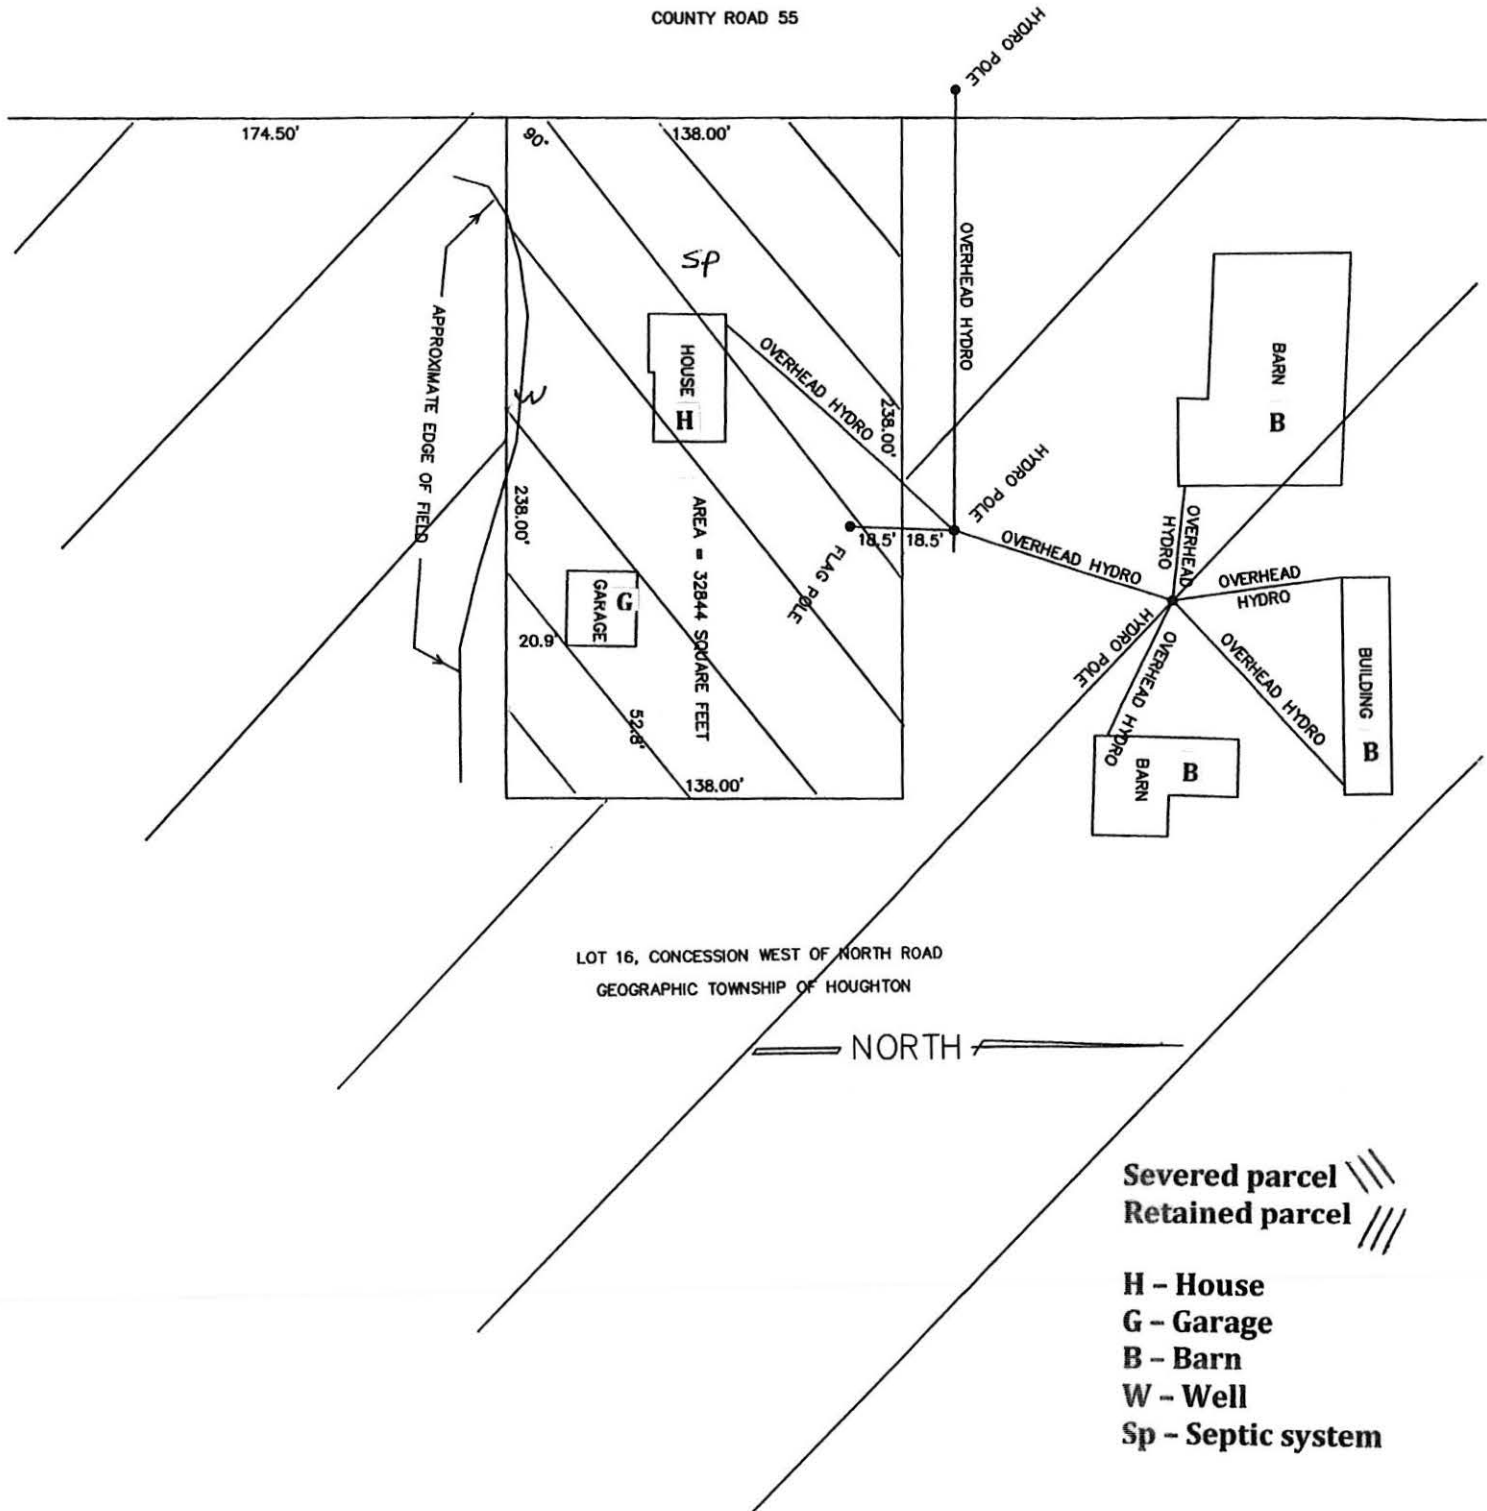 COUNTY ROAD 55
HYDRO POLE
174.50'
90°
138.00'
OVERHEAD HYDRO
Sp
APPROXIMATE EDGE OF FIELD
HOUSE
H
OVERHEAD HYDRO
238.00'
BARN
B
W
238.00'
AREA = 32844 SQUARE FEET
HYDRO POLE
18.5'
18.5'
FLAG POLE
OVERHEAD HYDRO
OVERHEAD
HYDRO
OVERHEAD
HYDRO
GARAGE
G
20.9'
52.8'
HYDRO POLE
OVERHEAD HYDRO
OVERHEAD HYDRO
BUILDING
B
BARN
B
138.00'
LOT 16, CONCESSION WEST OF NORTH ROAD
GEOGRAPHIC TOWNSHIP OF HOUGHTON
NORTH
Severed parcel
Retained parcel
H – House
G – Garage
B – Barn
W – Well
Sp – Septic system